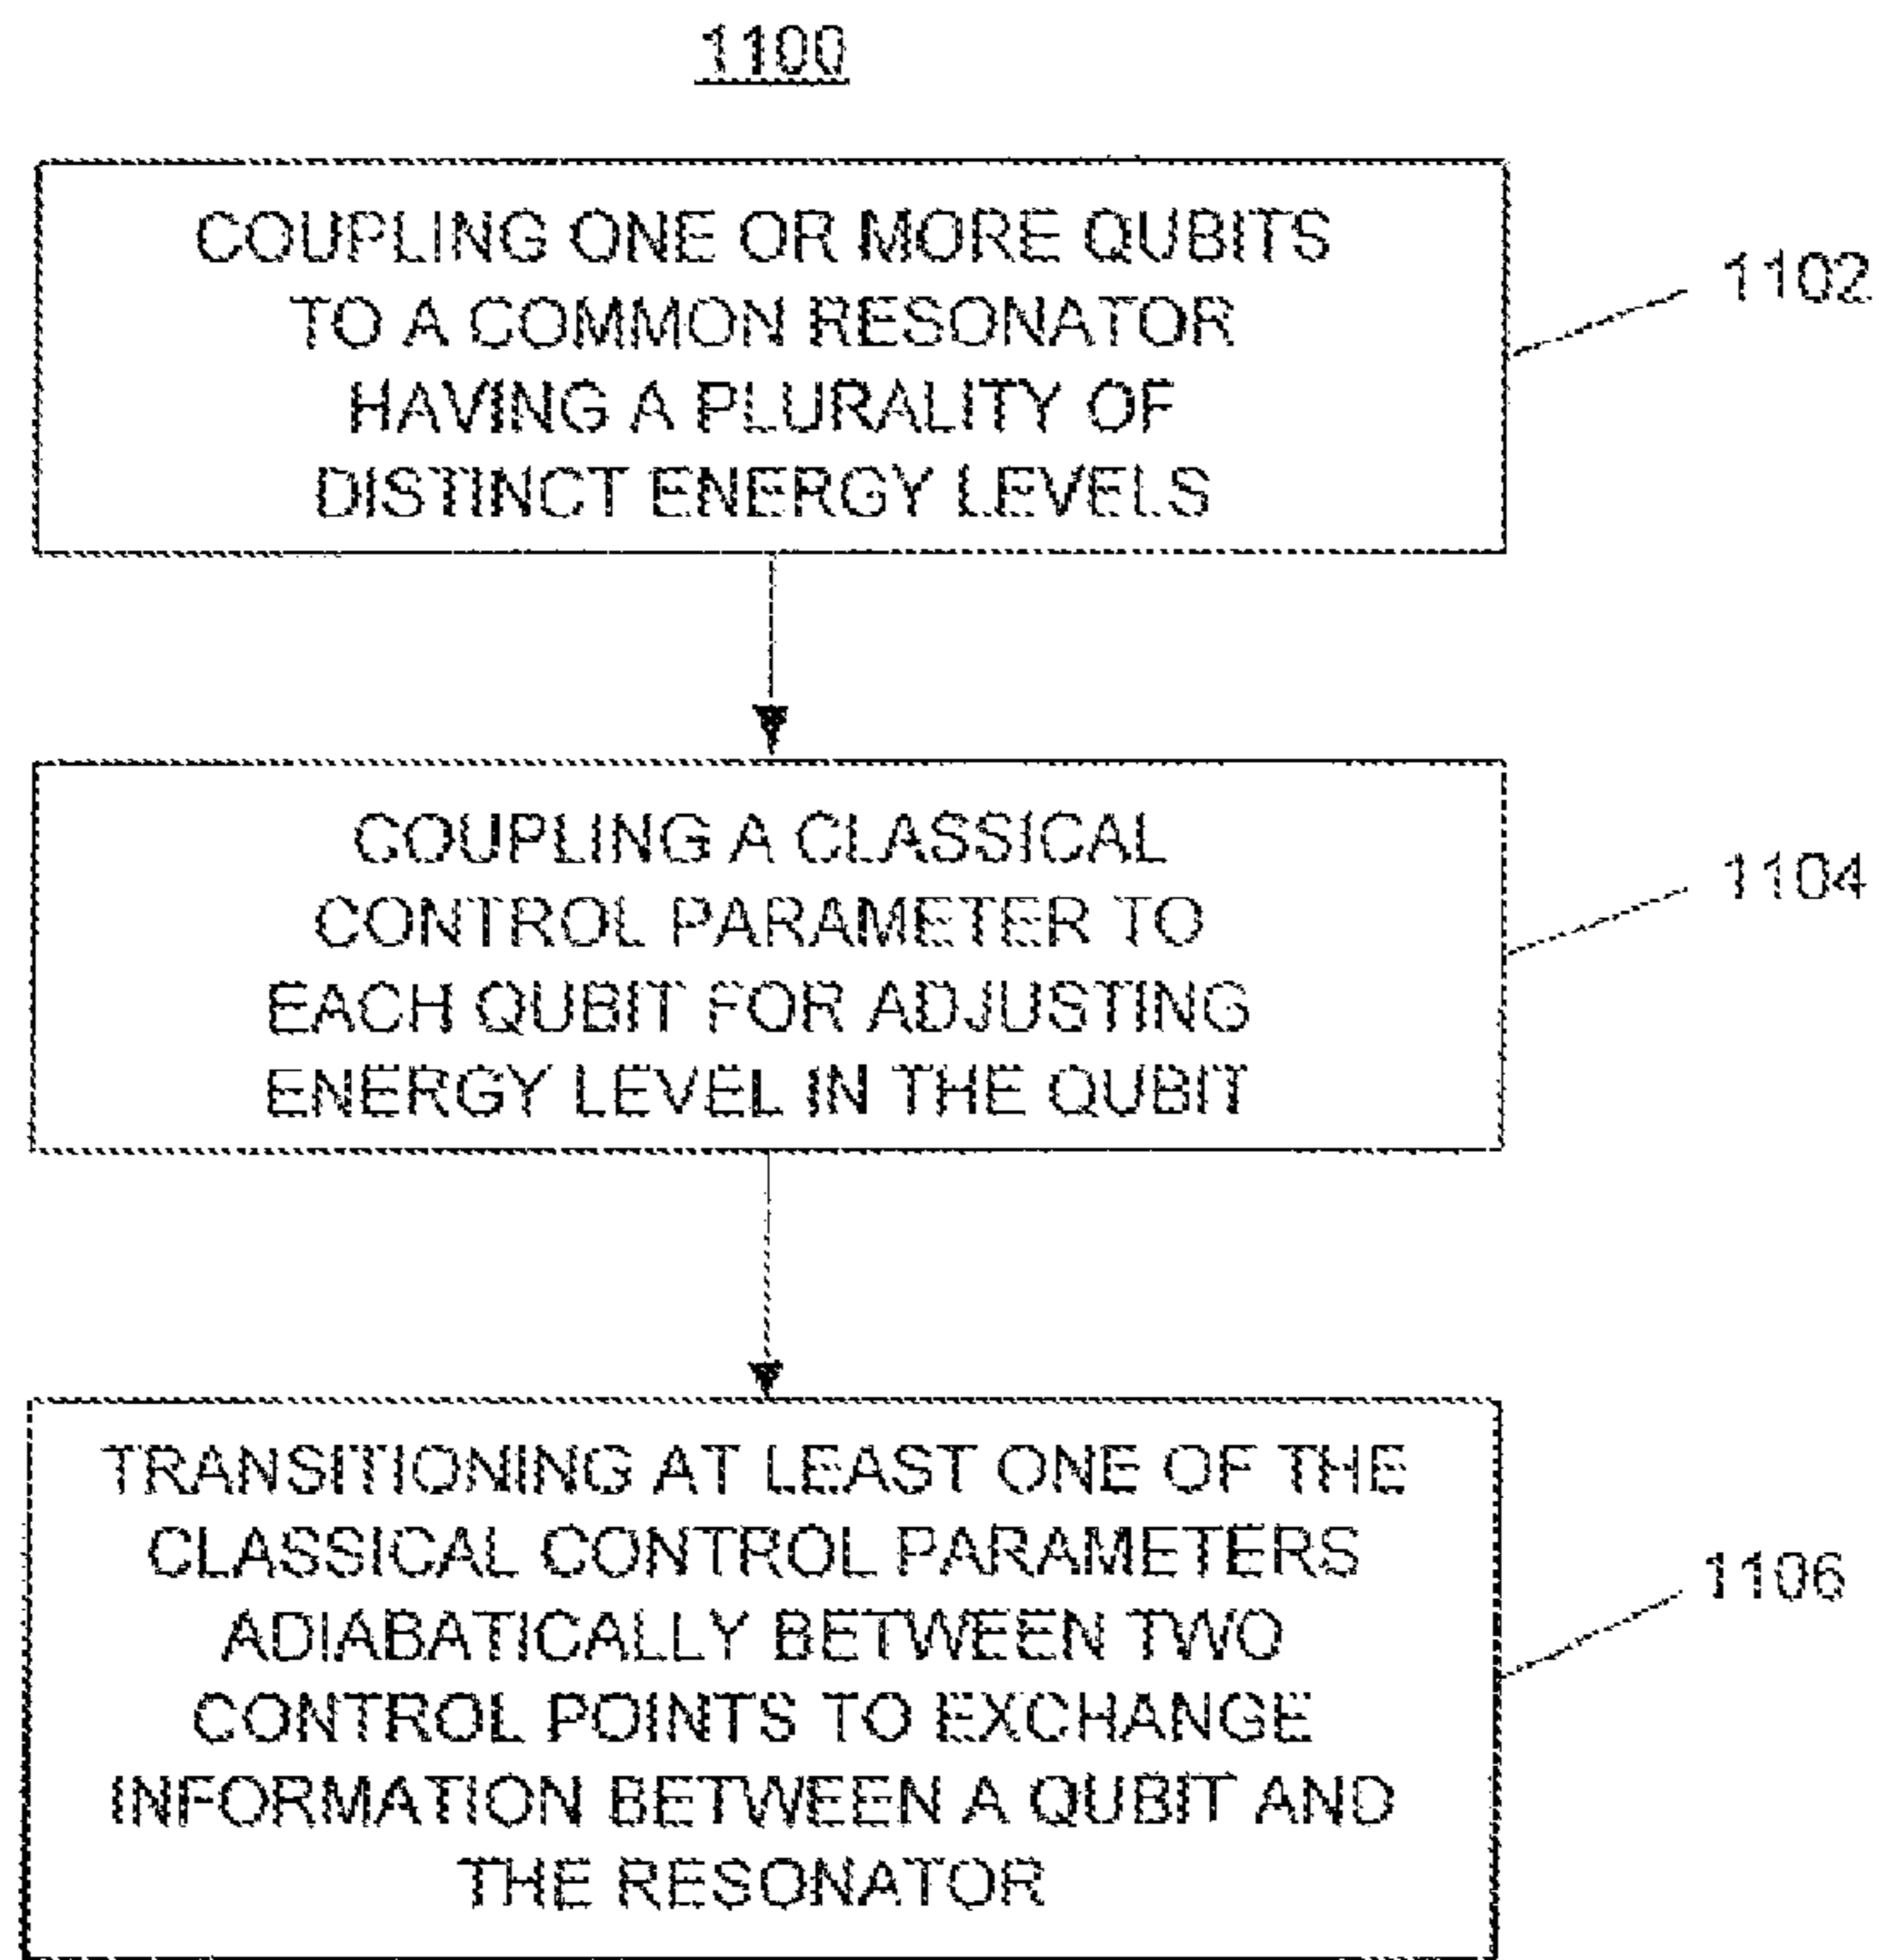 1100
COUPLING ONE OR MORE QUBITS
TO A COMMON RESONATOR
HAVING A PLURALITY OF
DISTINCT ENERGY LEVELS
1102
COUPLING A CLASSICAL
CONTROL PARAMETER TO
EACH QUBIT FOR ADJUSTING
ENERGY LEVEL IN THE QUBIT
1104
TRANSITIONING AT LEAST ONE OF THE
CLASSICAL CONTROL PARAMETERS
ADIABATICALLY BETWEEN TWO
CONTROL POINTS TO EXCHANGE
INFORMATION BETWEEN A QUBIT AND
THE RESONATOR
1106